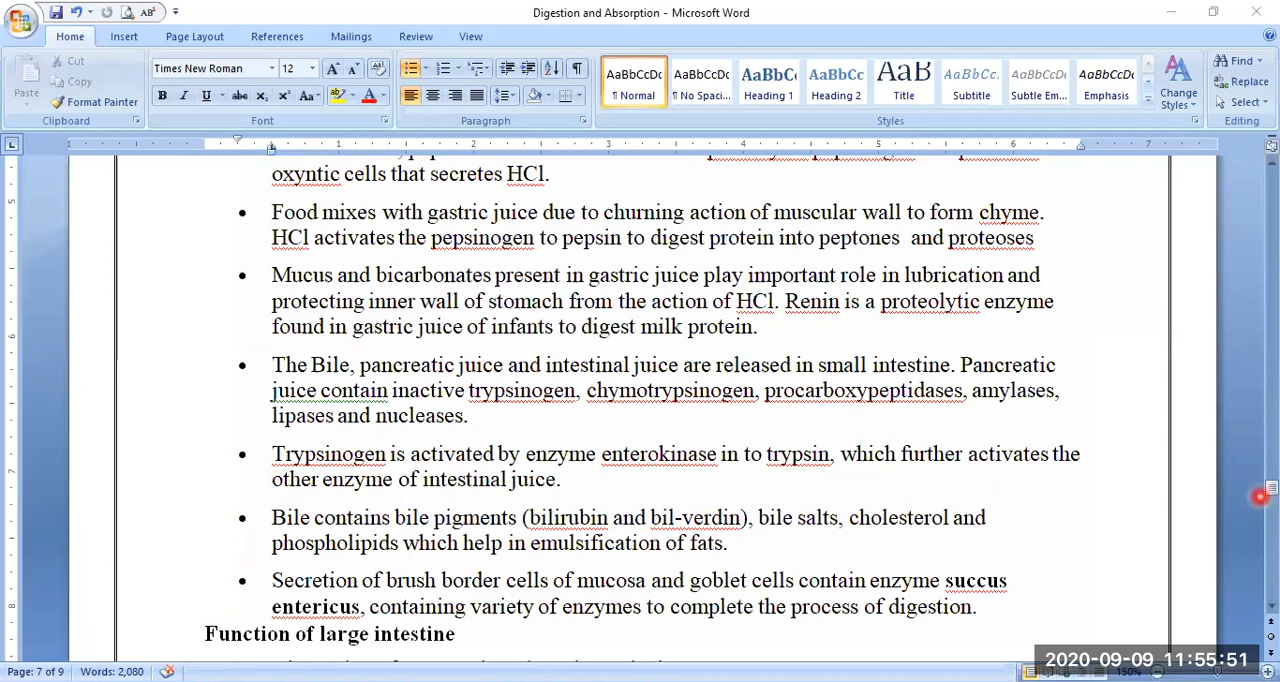 Digestion and Absorption - Microsoft Word
Home Insert Page Layout References Mailings Review View
Paste Cut Copy Format Painter
Times New Roman 12
AaBbCcDc AaBbCcDc AaBbC AaBbCc AaB AaBbCc. AaBbCcDc AaBbCcDc
¶ Normal ¶ No Spaci... Heading 1 Heading 2 Title Subtitle Subtle Em... Emphasis
Change Styles
Find Replace Select
Clipboard Font Paragraph Styles Editing
oxyntic cells that secretes HCl.
• Food mixes with gastric juice due to churning action of muscular wall to form chyme.
HCl activates the pepsinogen to pepsin to digest protein into peptones and proteoses
• Mucus and bicarbonates present in gastric juice play important role in lubrication and
protecting inner wall of stomach from the action of HCl. Renin is a proteolytic enzyme
found in gastric juice of infants to digest milk protein.
• The Bile, pancreatic juice and intestinal juice are released in small intestine. Pancreatic
juice contain inactive trypsinogen, chymotrypsinogen, procarboxypeptidases, amylases,
lipases and nucleases.
• Trypsinogen is activated by enzyme enterokinase in to trypsin, which further activates the
other enzyme of intestinal juice.
• Bile contains bile pigments (bilirubin and bil-verdin), bile salts, cholesterol and
phospholipids which help in emulsification of fats.
• Secretion of brush border cells of mucosa and goblet cells contain enzyme succus
entericus, containing variety of enzymes to complete the process of digestion.
Function of large intestine
2020-09-09 11:55:51
Page: 7 of 9 Words: 2,080 150%